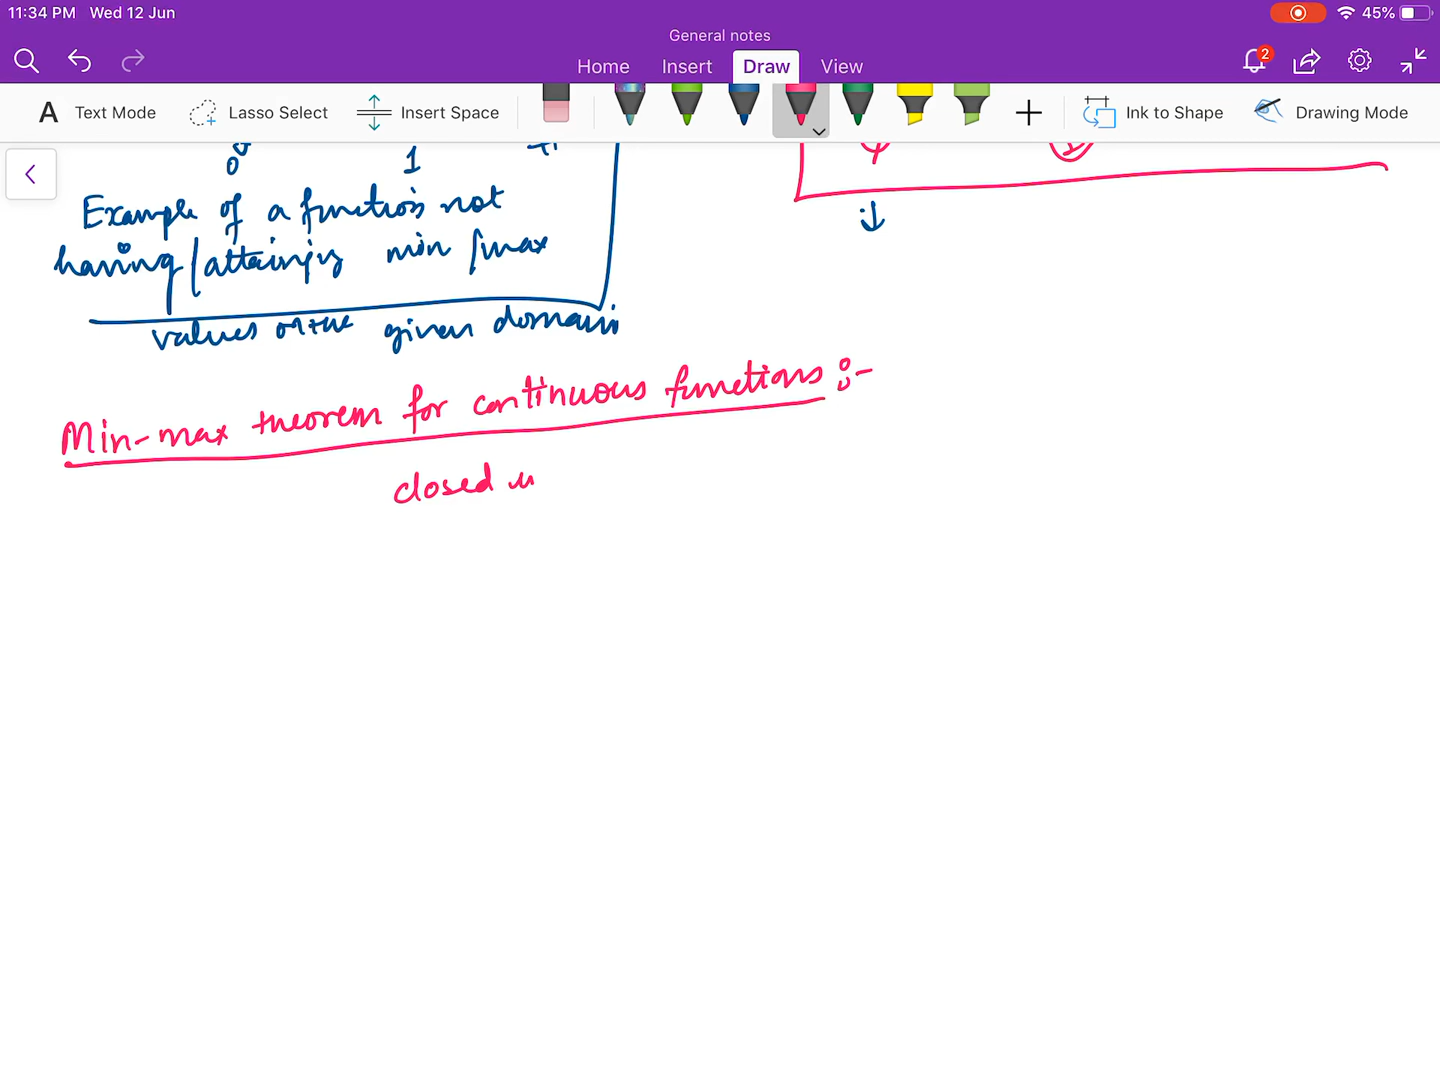 11:34 PM Wed 12 Jun
45%
General notes
Home Insert Draw View
2
A Text Mode Lasso Select Insert Space Ink to Shape Drawing Mode
0 1
Example of a function not
having/attaining min/max
values on the given domain
Min-max theorem for continuous functions :-
closed